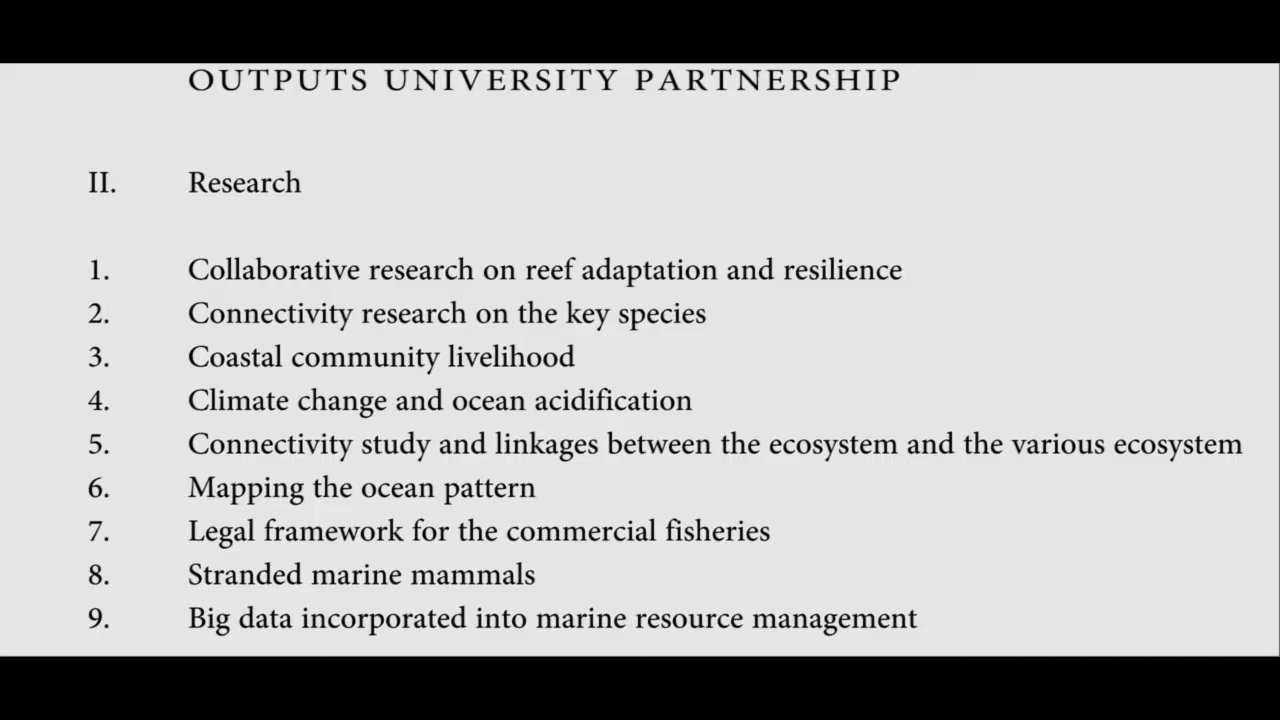 OUTPUTS UNIVERSITY PARTNERSHIP
II. Research
1. Collaborative research on reef adaptation and resilience
2. Connectivity research on the key species
3. Coastal community livelihood
4. Climate change and ocean acidification
5. Connectivity study and linkages between the ecosystem and the various ecosystem
6. Mapping the ocean pattern
7. Legal framework for the commercial fisheries
8. Stranded marine mammals
9. Big data incorporated into marine resource management